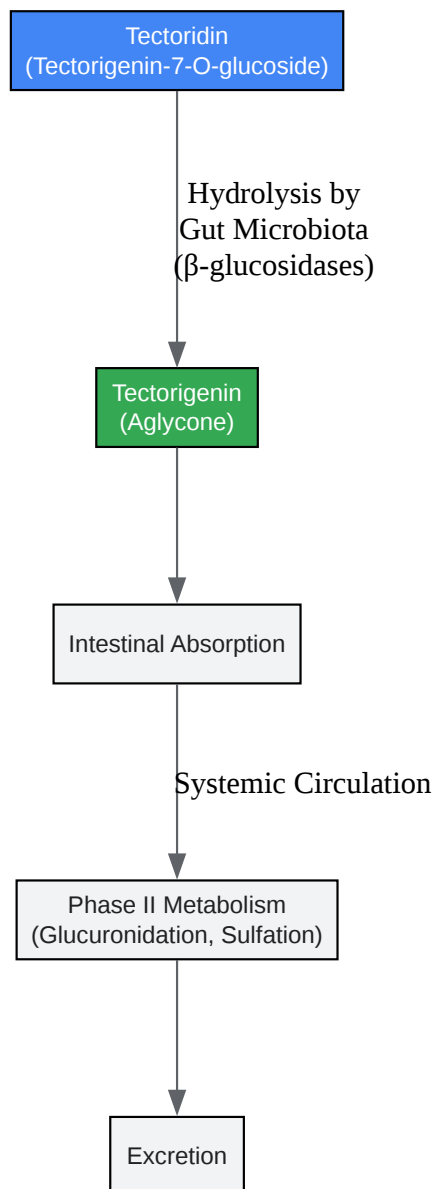 Tectoridin
(Tectorigenin-7-O-glucoside)
Hydrolysis by
Gut Microbiota
(β-glucosidases)
Tectorigenin
(Aglycone)
Intestinal Absorption
Systemic Circulation
Phase II Metabolism
(Glucuronidation, Sulfation)
Excretion